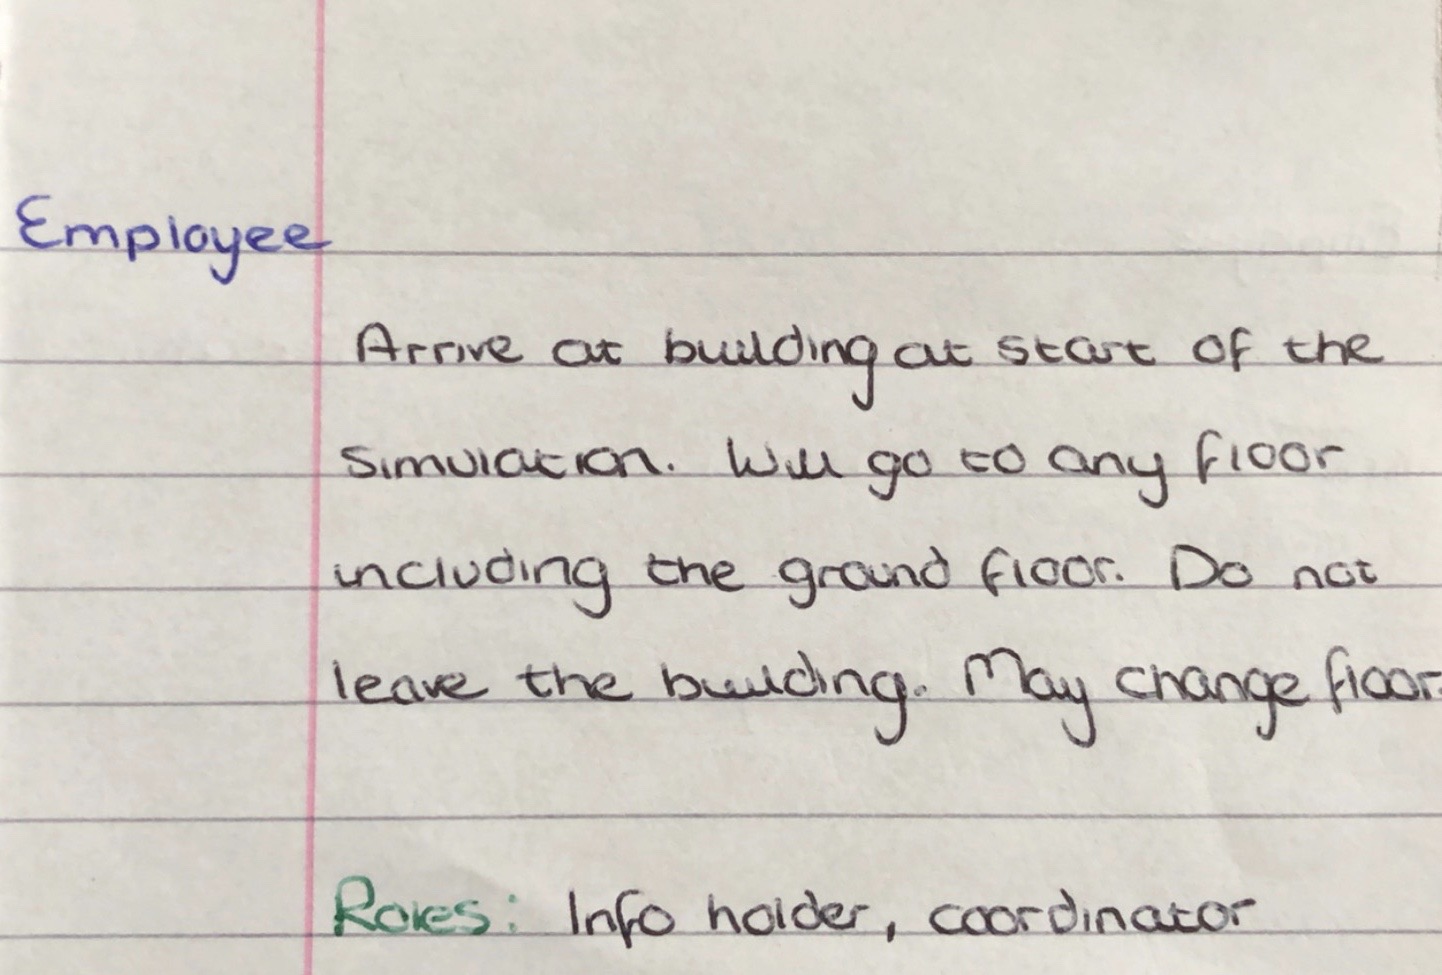 Employee
Arrive at building at start of the
simulation. Will go to any floor
including the ground floor. Do not
leave the building. May change floor.
Roles: Info holder, coordinator